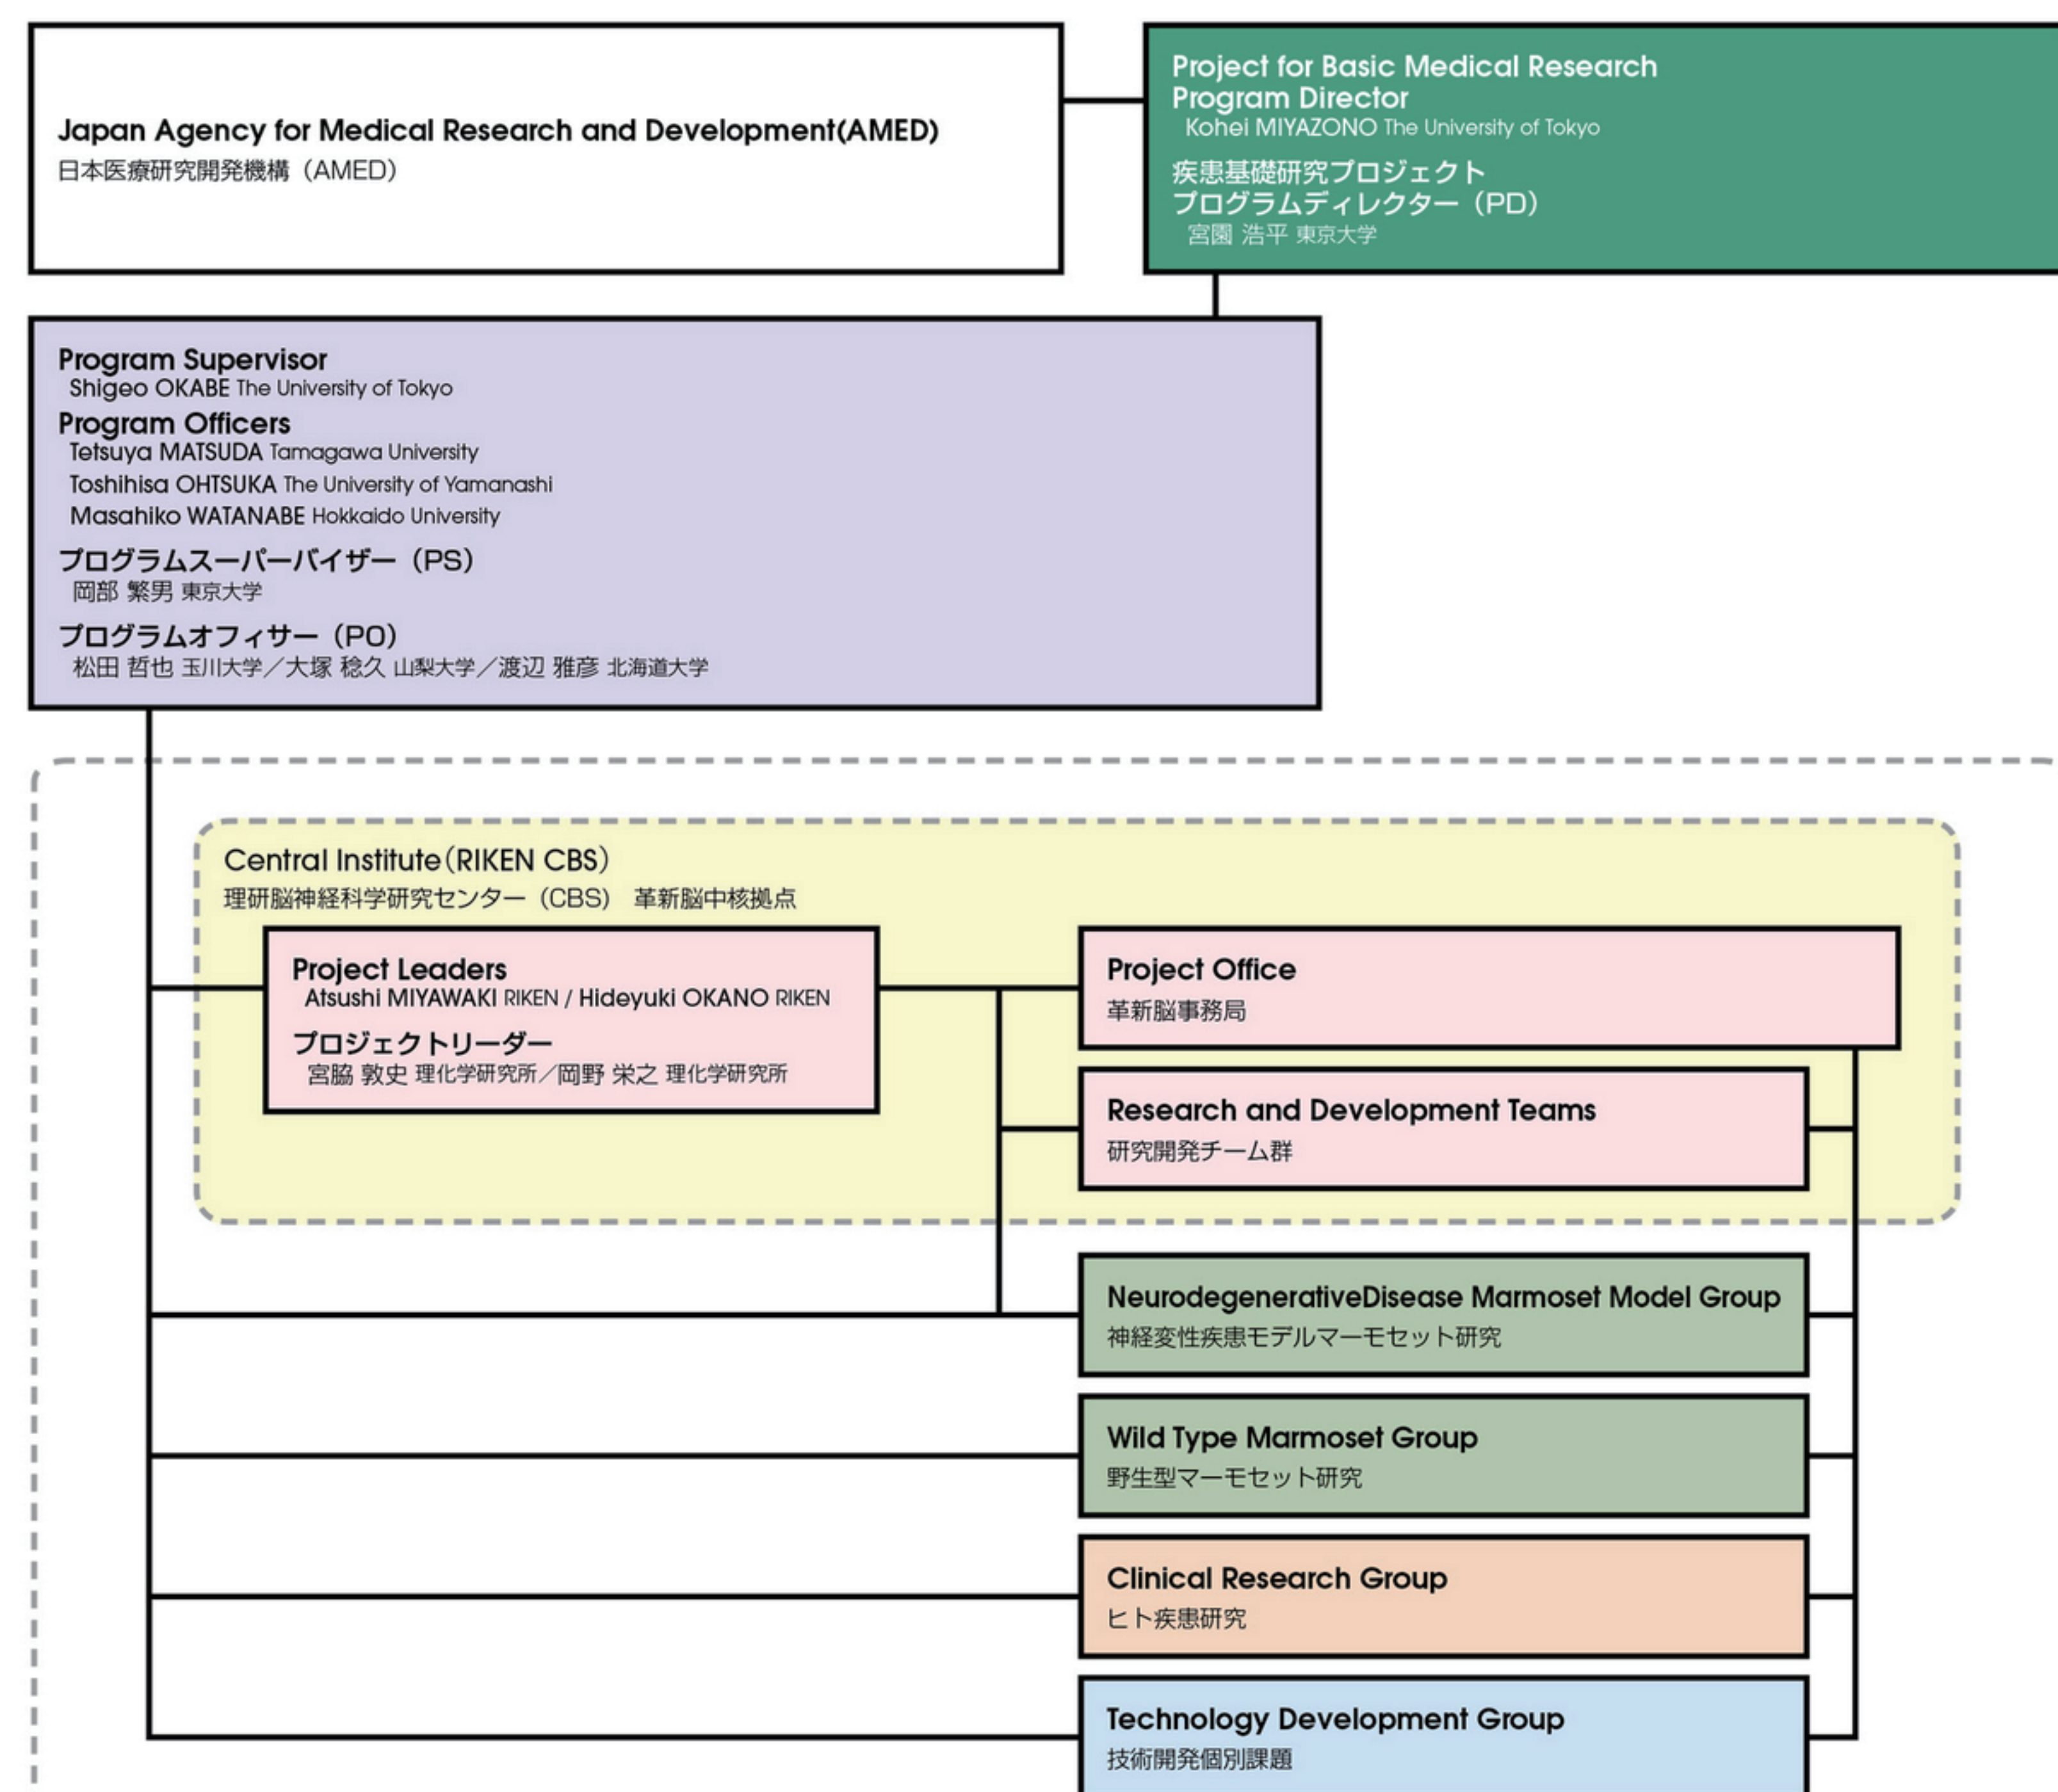 Japan Agency for Medical Research and Development(AMED)
日本医療研究開発機構（AMED）
Project for Basic Medical Research
Program Director
Kohei MIYAZONO The University of Tokyo
疾患基礎研究プロジェクト
プログラムディレクター（PD）
宮園 浩平 東京大学
Program Supervisor
Shigeo OKABE The University of Tokyo
Program Officers
Tetsuya MATSUDA Tamagawa University
Toshihisa OHTSUKA The University of Yamanashi
Masahiko WATANABE Hokkaido University
プログラムスーパーバイザー（PS）
岡部 繁男 東京大学
プログラムオフィサー（PO）
松田 哲也 玉川大学／大塚 稔久 山梨大学／渡辺 雅彦 北海道大学
Central Institute（RIKEN CBS）
理研脳神経科学研究センター（CBS）　革新脳中核拠点
Project Leaders
Atsushi MIYAWAKI RIKEN / Hideyuki OKANO RIKEN
プロジェクトリーダー
宮脇 敦史 理化学研究所／岡野 栄之 理化学研究所
Project Office
革新脳事務局
Research and Development Teams
研究開発チーム群
NeurodegenerativeDisease Marmoset Model Group
神経変性疾患モデルマーモセット研究
Wild Type Marmoset Group
野生型マーモセット研究
Clinical Research Group
ヒト疾患研究
Technology Development Group
技術開発個別課題